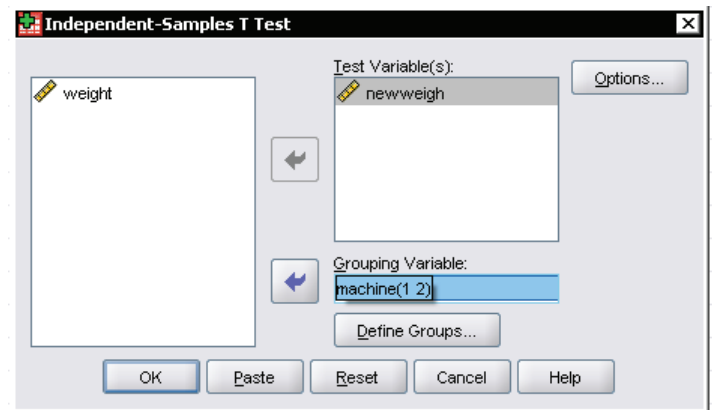 Independent-Samples T Test
Test Variable(s):
Options...
weight
newweigh
Grouping Variable:
machine(1 2)
Define Groups...
OK
Paste
Reset
Cancel
Help